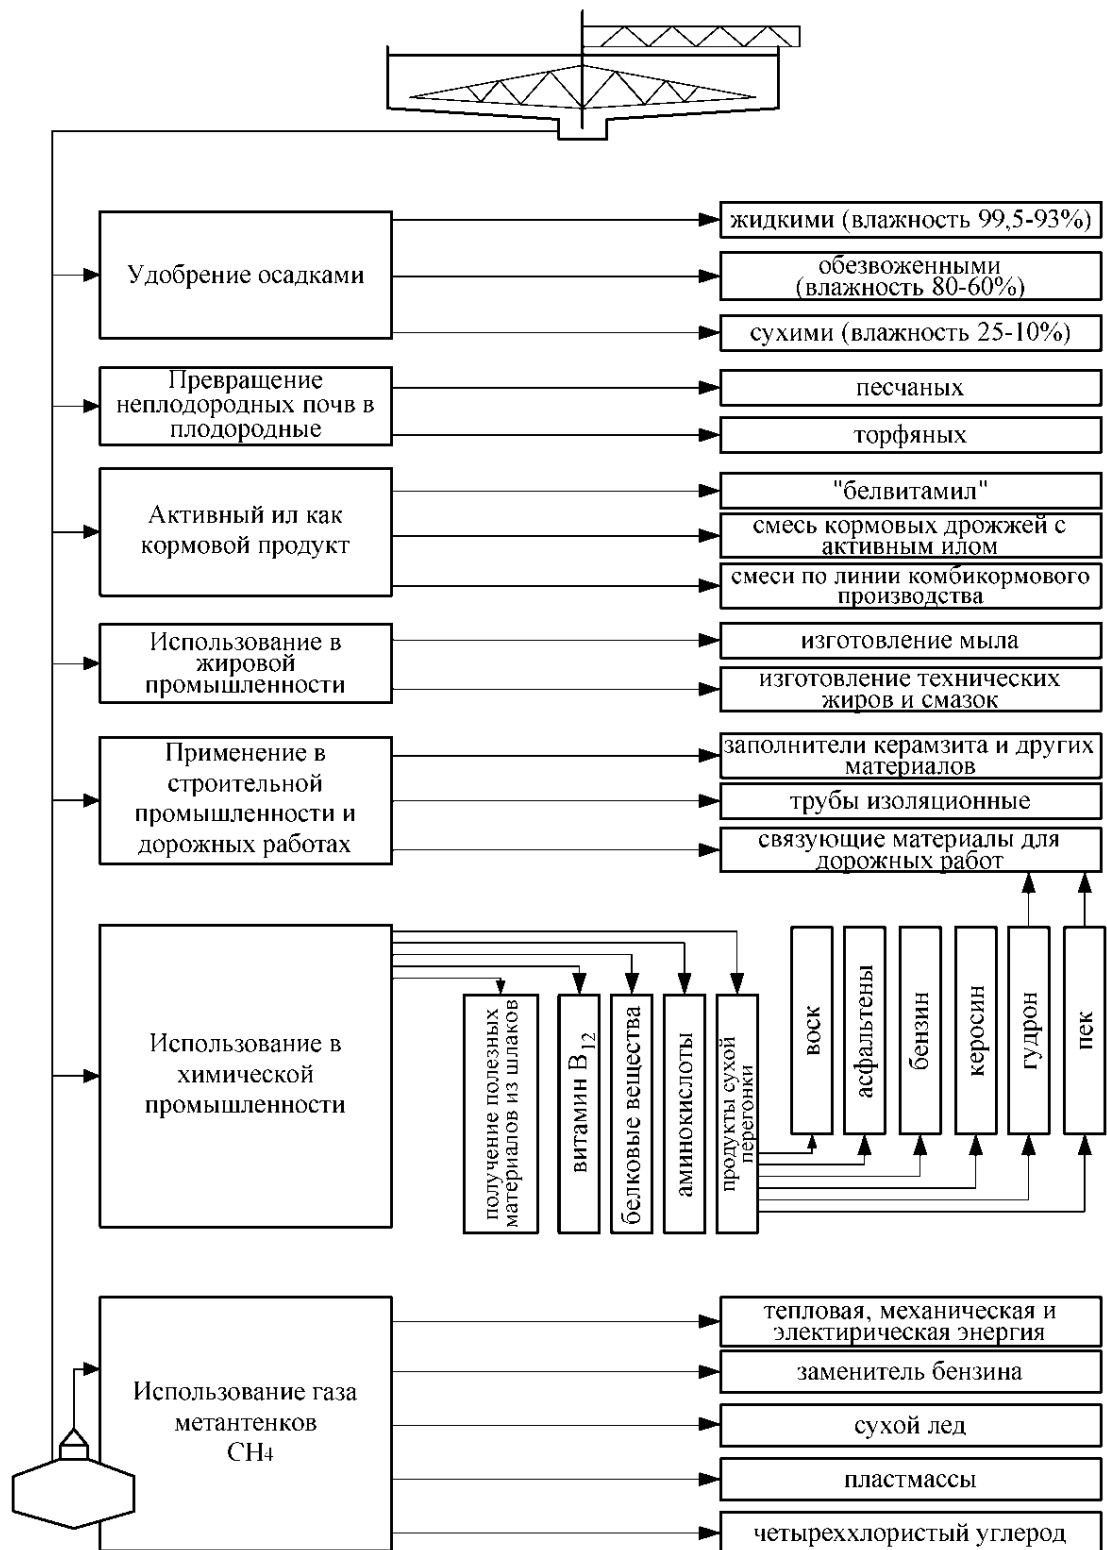 Удобрение осадками
жидкими (влажность 99,5-93%)
обезвоженными
(влажность 80-60%)
сухими (влажность 25-10%)
Превращение
неплодородных почв в
плодородные
песчаных
торфяных
Активный ил как
кормовой продукт
"белвитамил"
смесь кормовых дрожжей с
активным илом
смеси по линии комбикормового
производства
Использование в
жировой
промышленности
изготовление мыла
изготовление технических
жиров и смазок
Применение в
строительной
промышленности и
дорожных работах
заполнители керамзита и других
материалов
трубы изоляционные
связующие материалы для
дорожных работ
Использование в
химической
промышленности
получение полезных
материалов из шлаков
витамин B12
белковые вещества
аминокислоты
продукты сухой
перегонки
воск
асфальтены
бензин
керосин
гудрон
пек
Использование газа
метантенков
CH4
тепловая, механическая и
электирическая энергия
заменитель бензина
сухой лед
пластмассы
четыреххлористый углерод